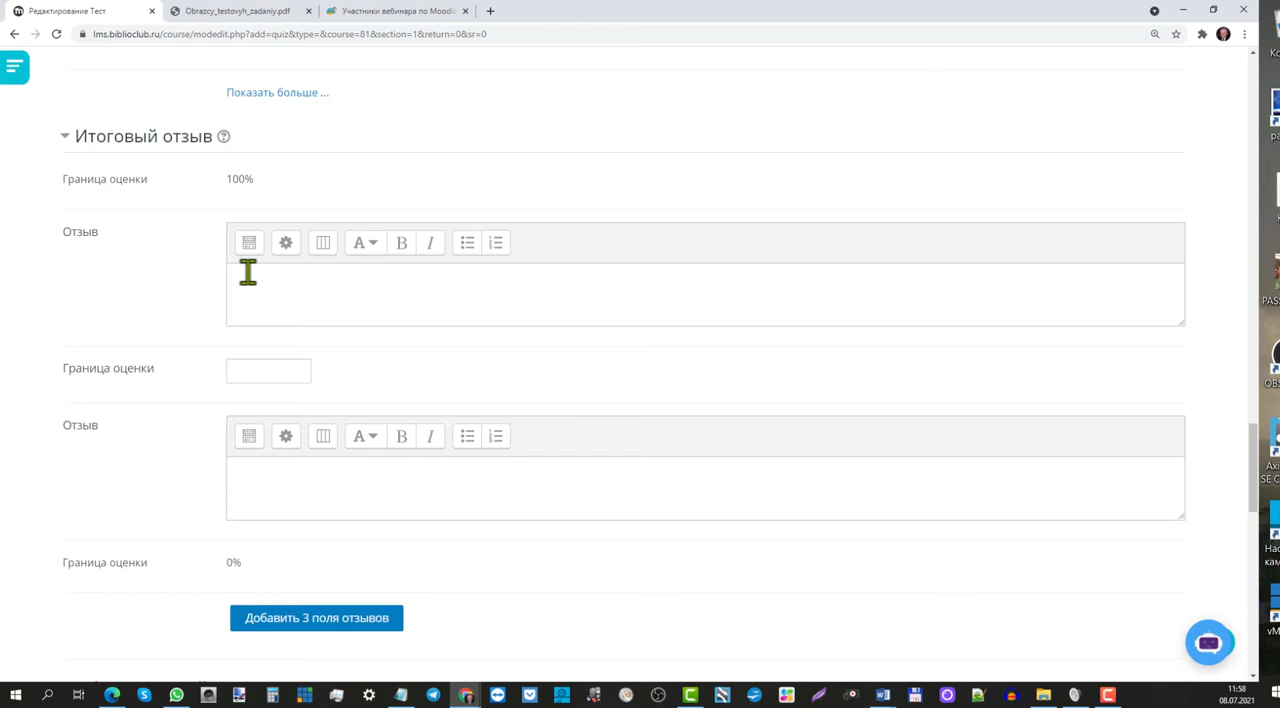 Редактирование Тест
Obrazcy_testovyh_zadaniy.pdf
Участники вебинара по Moodl
lms.biblioclub.ru/course/modedit.php?add=quiz&type=&course=81&section=1&return=0&sr=0
Показать больше ...
Итоговый отзыв
Граница оценки 100%
Отзыв
A B I
Граница оценки
Отзыв
A B I
Граница оценки 0%
Добавить 3 поля отзывов
11:58
08.07.2021